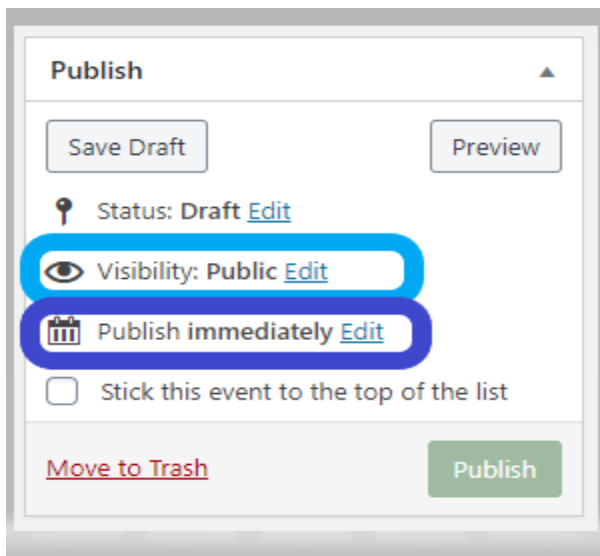 Publish
Save Draft Preview
Status: Draft Edit
Visibility: Public Edit
Publish immediately Edit
Stick this event to the top of the list
Move to Trash Publish